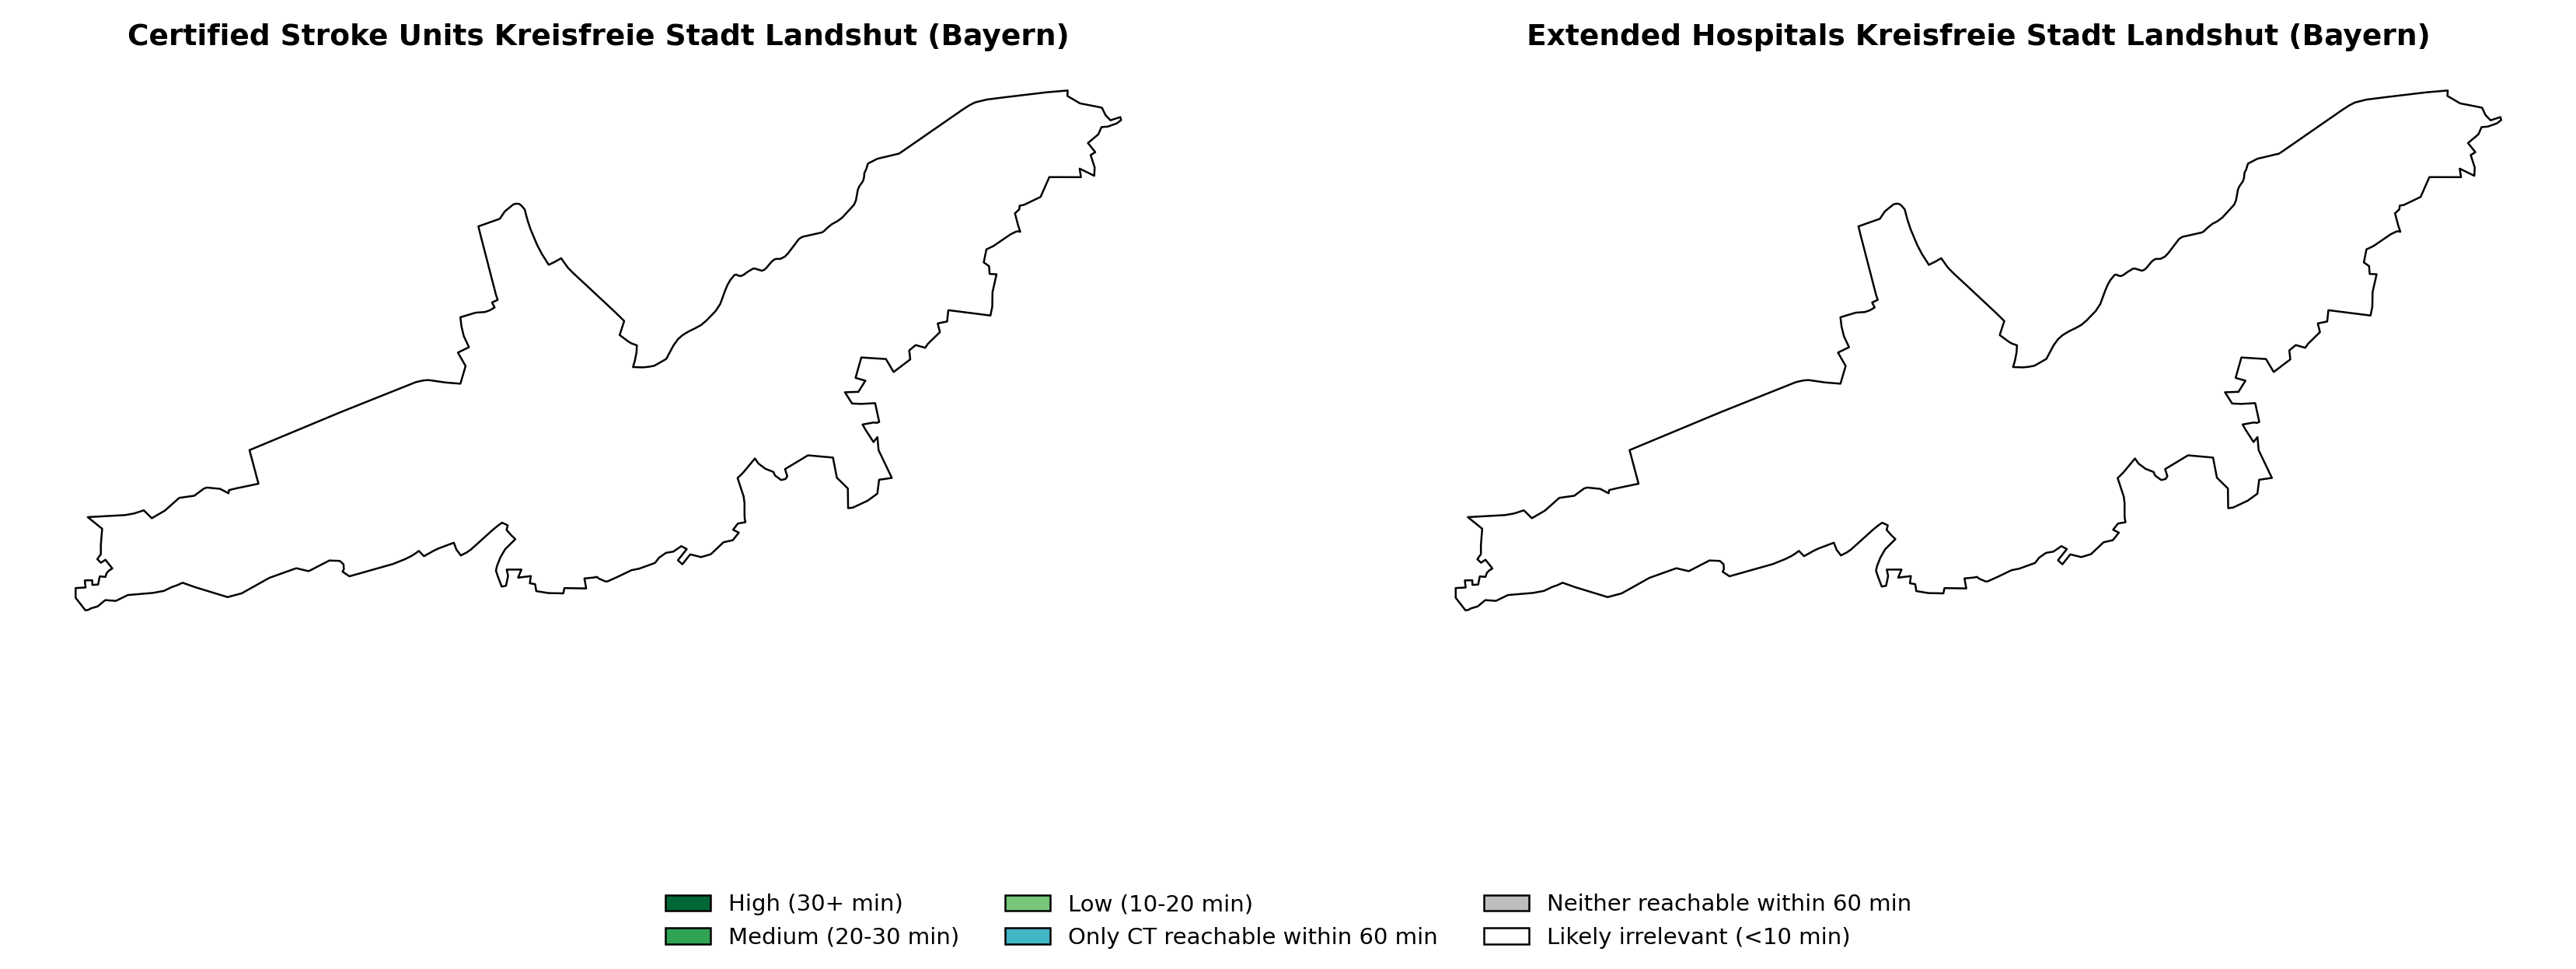 Certified Stroke Units Kreisfreie Stadt Landshut (Bayern)
Extended Hospitals Kreisfreie Stadt Landshut (Bayern)
High (30+ min)
Medium (20-30 min)
Low (10-20 min)
Only CT reachable within 60 min
Neither reachable within 60 min
Likely irrelevant (<10 min)